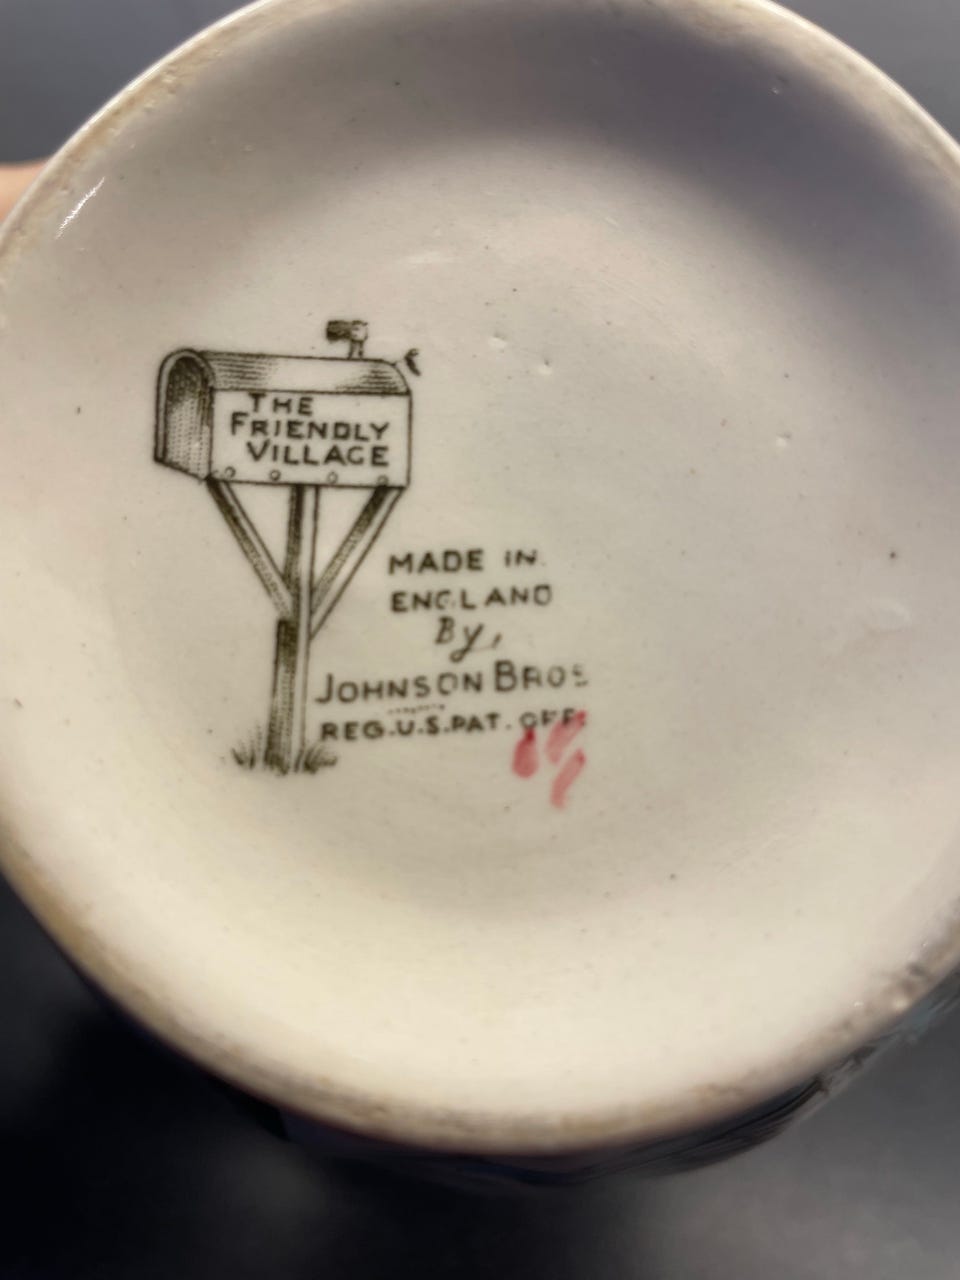 THE
FRIENDLY
VILLAGE
MADE IN
ENGLAND
By,
JOHNSON BROS
REG.U.S.PAT.OFF.